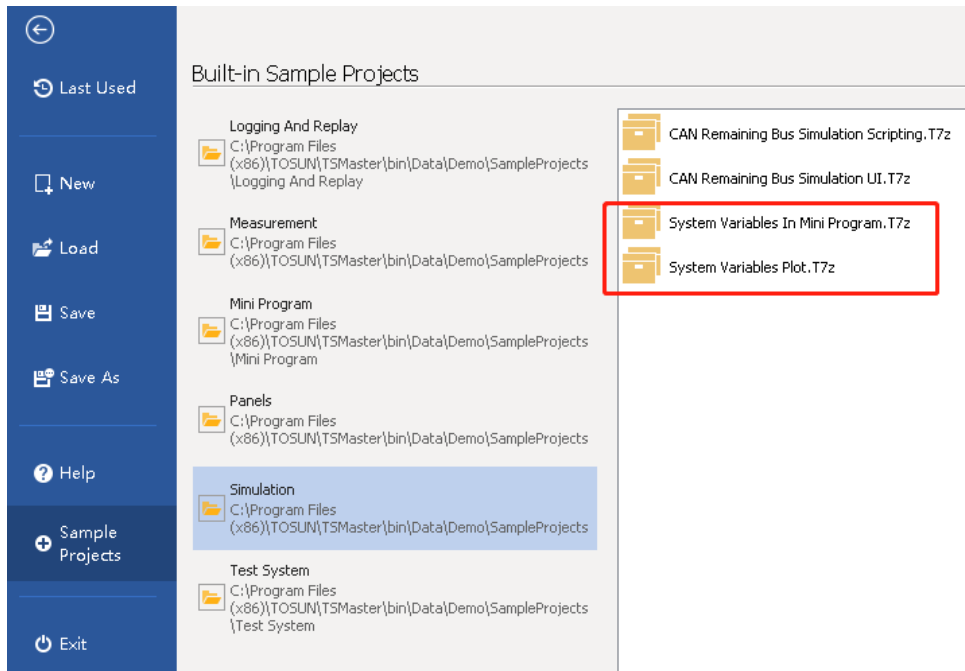 Last Used
New
Load
Save
Save As
Help
Sample
Projects
Exit
Built-in Sample Projects
Logging And Replay
C:\Program Files
(x86)\TOSUN\TSMaster\bin\Data\Demo\SampleProjects
\Logging And Replay
Measurement
C:\Program Files
(x86)\TOSUN\TSMaster\bin\Data\Demo\SampleProjects
Mini Program
C:\Program Files
(x86)\TOSUN\TSMaster\bin\Data\Demo\SampleProjects
\Mini Program
Panels
C:\Program Files
(x86)\TOSUN\TSMaster\bin\Data\Demo\SampleProjects
Simulation
C:\Program Files
(x86)\TOSUN\TSMaster\bin\Data\Demo\SampleProjects
Test System
C:\Program Files
(x86)\TOSUN\TSMaster\bin\Data\Demo\SampleProjects
\Test System
CAN Remaining Bus Simulation Scripting.T7z
CAN Remaining Bus Simulation UI.T7z
System Variables In Mini Program.T7z
System Variables Plot.T7z